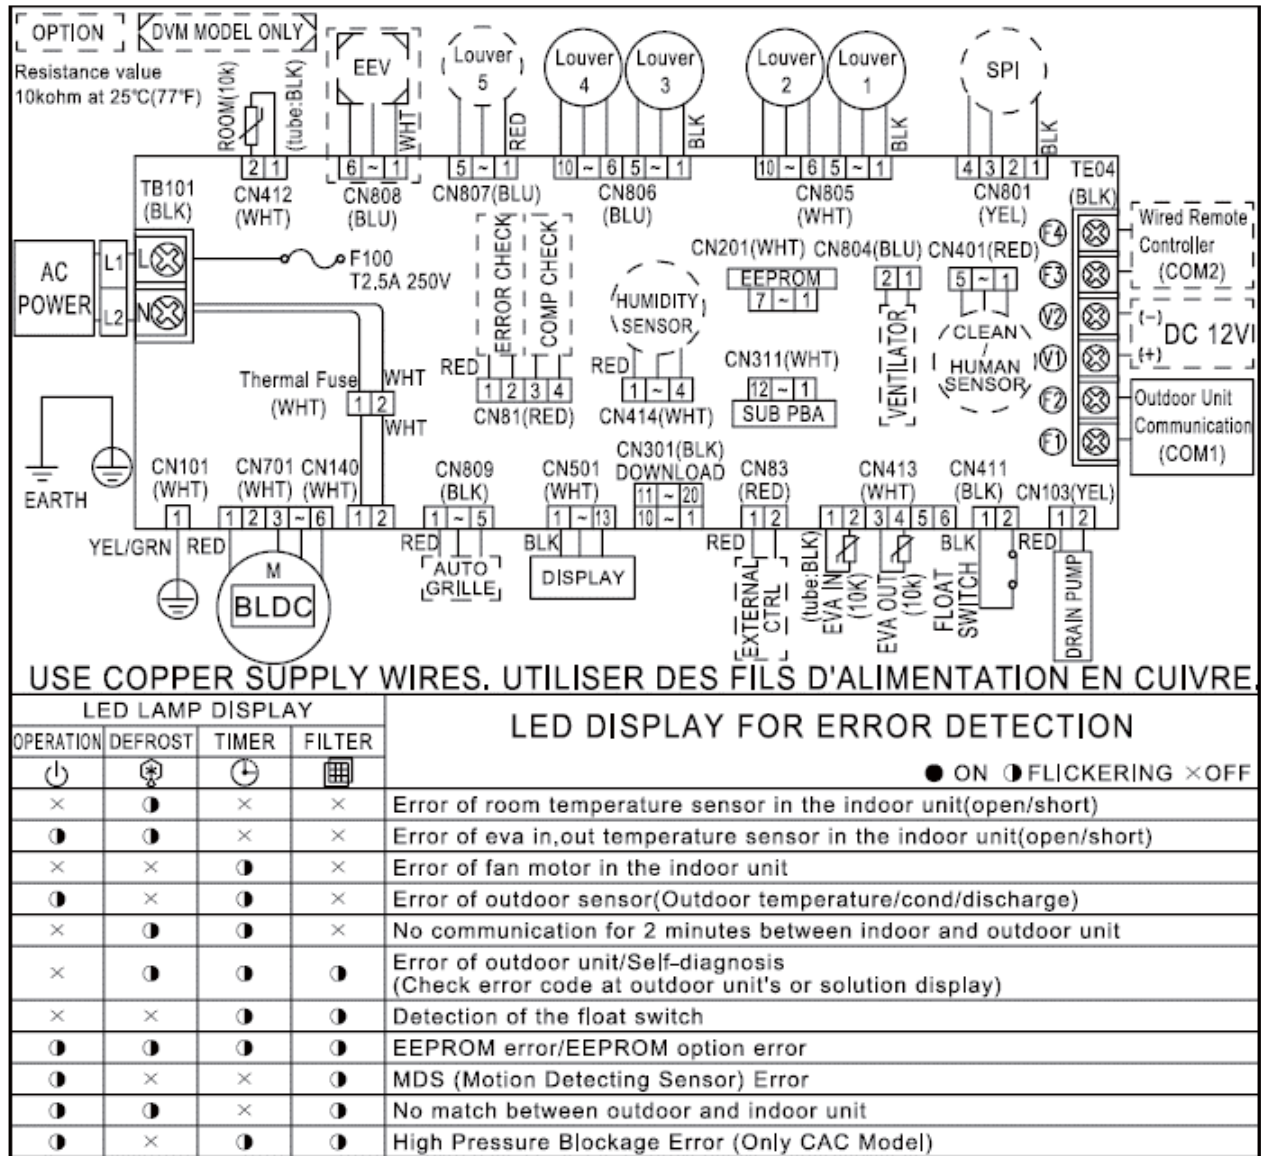 OPTION
DVM MODEL ONLY
Resistance value
10kohm at 25℃(77℉)
ROOM(10k)
(tube:BLK)
2 1
CN412
(WHT)
EEV
WHT
6 ~ 1
CN808
(BLU)
Louver
5
RED
5 ~ 1
CN807(BLU)
Louver
4
Louver
3
BLK
10 ~ 6 5 ~ 1
CN806
(BLU)
Louver
2
Louver
1
BLK
10 ~ 6 5 ~ 1
CN805
(WHT)
SPI
BLK
4 3 2 1
CN801
(YEL)
TE04
(BLK)
TB101
(BLK)
AC
POWER
L1
L2
L
N
F100
T2,5A 250V
ERROR CHECK
COMP CHECK
RED
1 2 3 4
CN81(RED)
HUMIDITY
SENSOR
RED
1 ~ 4
CN414(WHT)
CN201(WHT)
EEPROM
7 ~ 1
CN311(WHT)
12 ~ 1
SUB PBA
CN804(BLU)
2 1
VENTILATOR
CN401(RED)
5 ~ 1
CLEAN
/
HUMAN
SENSOR
F4
F3
V2
V1
F2
F1
Wired Remote
Controller
(COM2)
(-)
DC 12V
(+)
Outdoor Unit
Communication
(COM1)
Thermal Fuse
(WHT)
WHT
1 2
WHT
EARTH
CN101
(WHT)
1
YEL/GRN
CN701
(WHT)
1 2 3 ~ 6
RED
M
BLDC
CN140
(WHT)
1 2
CN809
(BLK)
1 ~ 5
RED
AUTO
GRILLE
CN501
(WHT)
1 ~ 13
BLK
DISPLAY
CN301(BLK)
DOWNLOAD
11 ~ 20
10 ~ 1
CN83
(RED)
1 2
RED
EXTERNAL
CTRL
CN413
(WHT)
1 2 3 4 5 6
(tube:BLK)
EVA IN
(10K)
EVA OUT
(10k)
CN411
(BLK)
1 2
BLK
FLOAT
SWITCH
CN103(YEL)
1 2
RED
DRAIN PUMP
USE COPPER SUPPLY WIRES. UTILISER DES FILS D'ALIMENTATION EN CUIVRE.
LED LAMP DISPLAY
LED DISPLAY FOR ERROR DETECTION
OPERATION DEFROST TIMER FILTER
● ON ◑ FLICKERING ×OFF
× ◑ × × Error of room temperature sensor in the indoor unit(open/short)
◑ ◑ × × Error of eva in,out temperature sensor in the indoor unit(open/short)
× × ◑ × Error of fan motor in the indoor unit
◑ × ◑ × Error of outdoor sensor(Outdoor temperature/cond/discharge)
× ◑ ◑ × No communication for 2 minutes between indoor and outdoor unit
× ◑ ◑ ◑ Error of outdoor unit/Self-diagnosis
(Check error code at outdoor unit's or solution display)
× × ◑ ◑ Detection of the float switch
◑ ◑ ◑ ◑ EEPROM error/EEPROM option error
◑ × × ◑ MDS (Motion Detecting Sensor) Error
◑ ◑ × ◑ No match between outdoor and indoor unit
◑ × ◑ ◑ High Pressure Blockage Error (Only CAC Model)